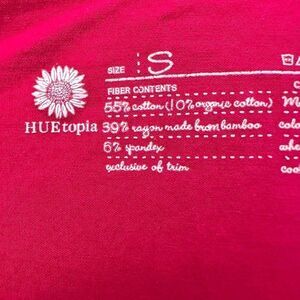 SIZE : S
FIBER CONTENTS
55% cotton (10% organic cotton)
HUEtopia
39% rayon made from bamboo
6% spandex
exclusive of trim